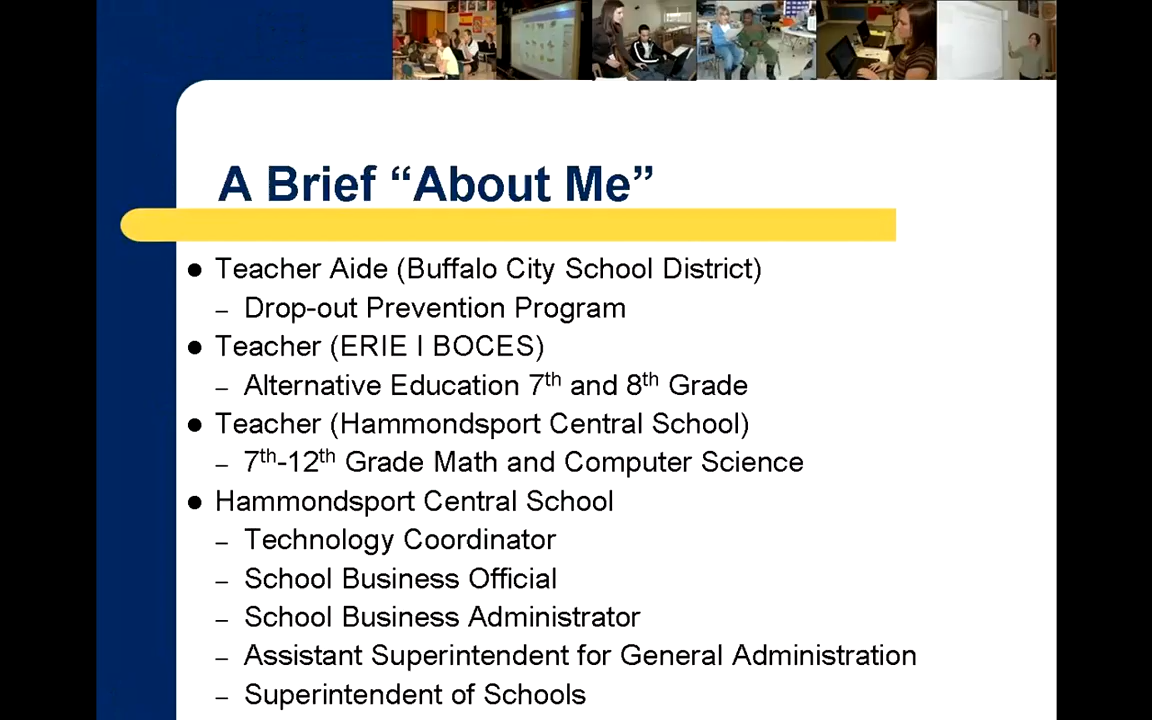 A Brief “About Me”
● Teacher Aide (Buffalo City School District)
– Drop-out Prevention Program
● Teacher (ERIE I BOCES)
– Alternative Education 7th and 8th Grade
● Teacher (Hammondsport Central School)
– 7th-12th Grade Math and Computer Science
● Hammondsport Central School
– Technology Coordinator
– School Business Official
– School Business Administrator
– Assistant Superintendent for General Administration
– Superintendent of Schools